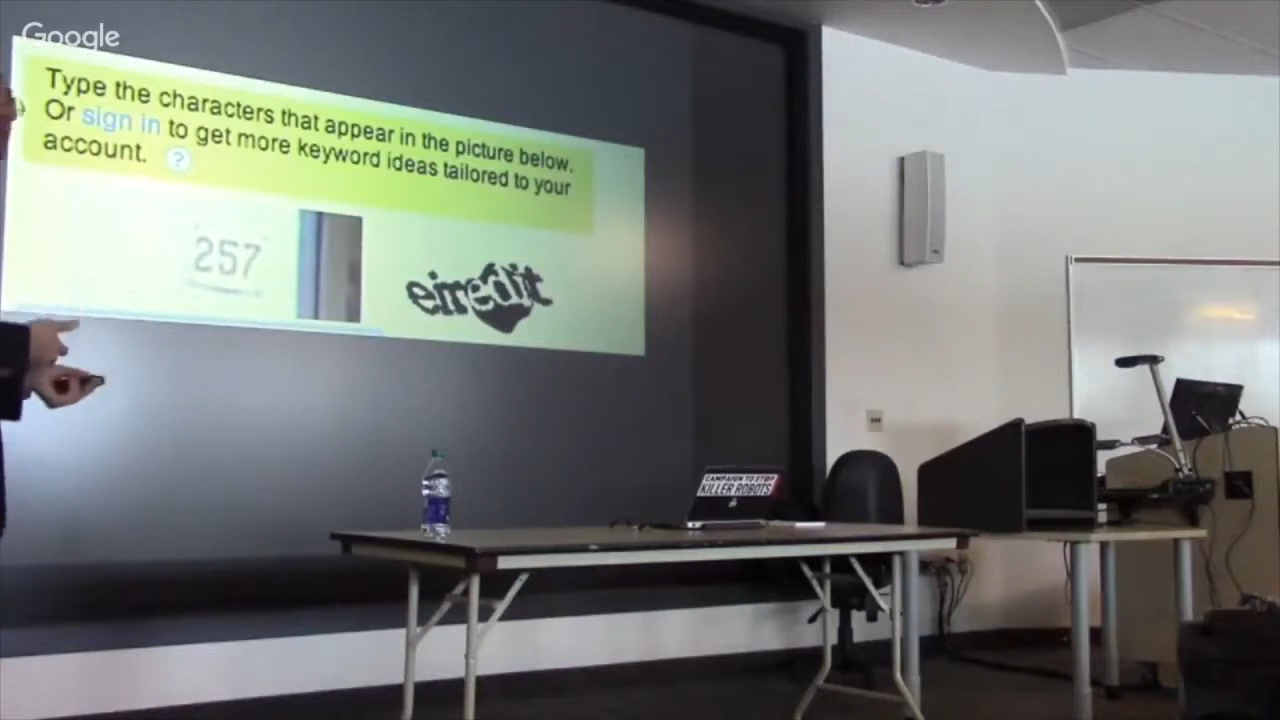 Google
Type the characters that appear in the picture below.
Or sign in to get more keyword ideas tailored to your
account. ?
257
eiredit
CAMPAIGN TO STOP
KILLER ROBOTS